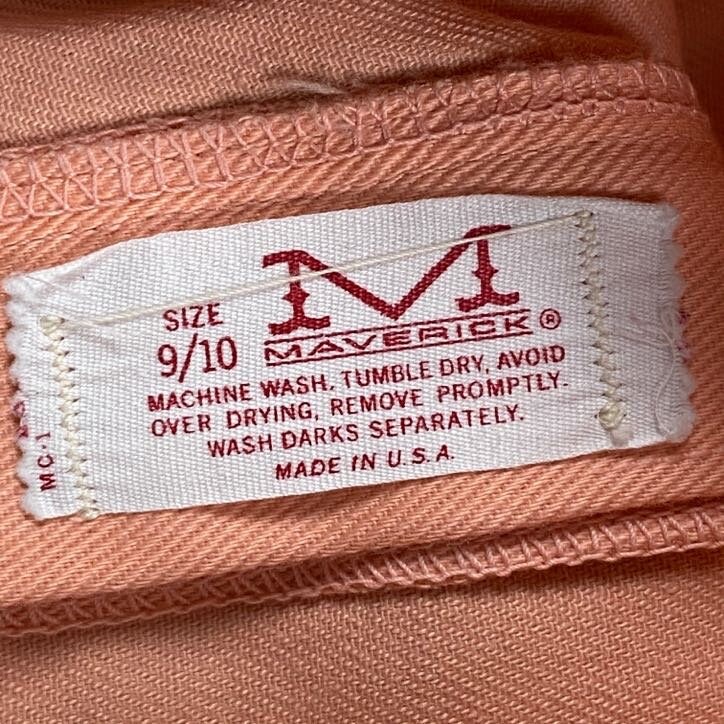 SIZE
9/10
M
MAVERICK®
MACHINE WASH, TUMBLE DRY, AVOID
OVER DRYING, REMOVE PROMPTLY.
WASH DARKS SEPARATELY.
MADE IN U.S.A.
MC-1